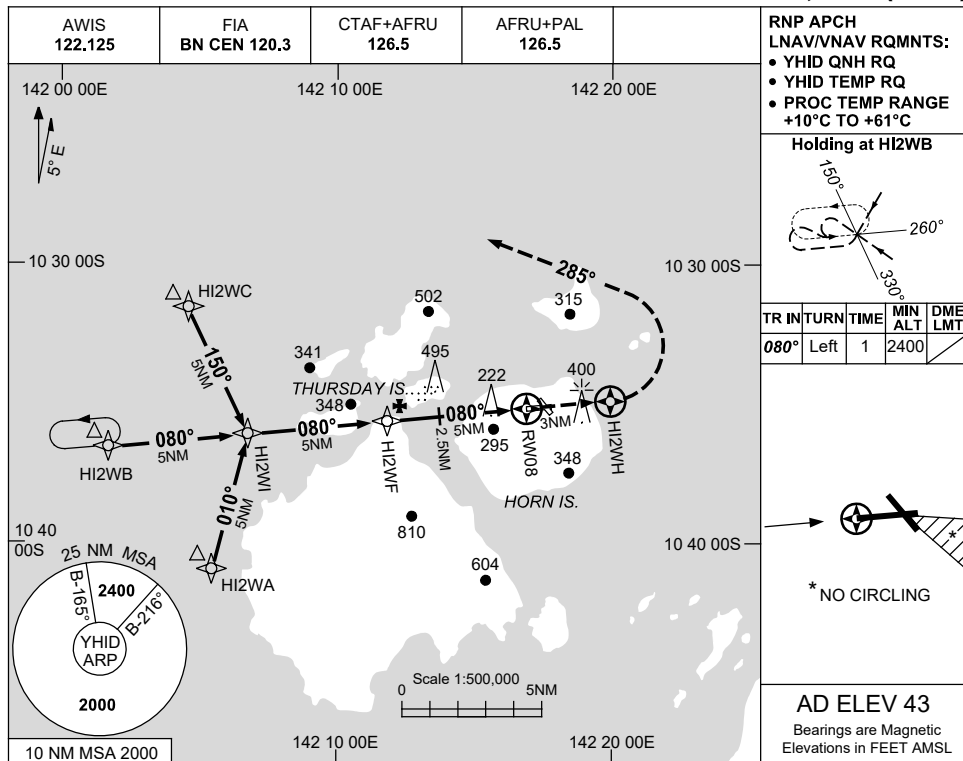 AWIS
122.125
FIA
BN CEN 120.3
CTAF+AFRU
126.5
AFRU+PAL
126.5
RNP APCH
LNAV/VNAV RQMNTS:
• YHID QNH RQ
• YHID TEMP RQ
• PROC TEMP RANGE
+10°C TO +61°C
142 00 00E
142 10 00E
142 20 00E
5° E
Holding at HI2WB
150°
260°
330°
10 30 00S
10 30 00S
285°
HI2WC
502
315
TR IN
TURN
TIME
MIN
ALT
DME
LMT
080°
Left
1
2400
150°
5NM
341
495
400
THURSDAY IS.
222
348
080°
5NM
080°
5NM
080°
5NM
2.5NM
3NM
295
HI2WB
HI2WI
HI2WF
RW08
HI2WH
348
010°
5NM
HORN IS.
10 40
00S
810
10 40 00S
HI2WA
604
25 NM MSA
B-165°
2400
B-216°
YHID
ARP
2000
*
*NO CIRCLING
Scale 1:500,000
0
5NM
10 NM MSA 2000
142 10 00E
142 20 00E
AD ELEV 43
Bearings are Magnetic
Elevations in FEET AMSL